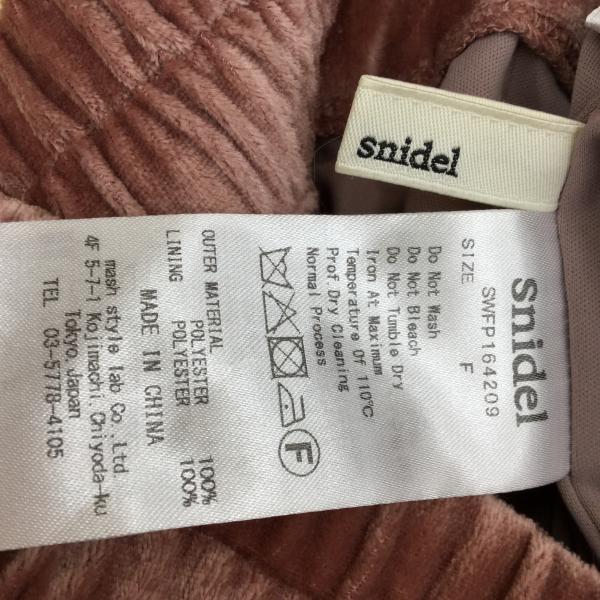 snidel
snidel
SWFP164209
SIZE F
Do Not Wash
Do Not Bleach
Do Not Tumble Dry
Iron At Maximum
Temperature Of 110℃
Prof Dry Cleaning
Normal Process
F
OUTER MATERIAL
POLYESTER 100%
LINING POLYESTER 100%
MADE IN CHINA
mash style lab Co.,Ltd.
4F 5-7-1 Kojimachi, Chiyoda-ku
Tokyo, Japan
TEL 03-5778-4105